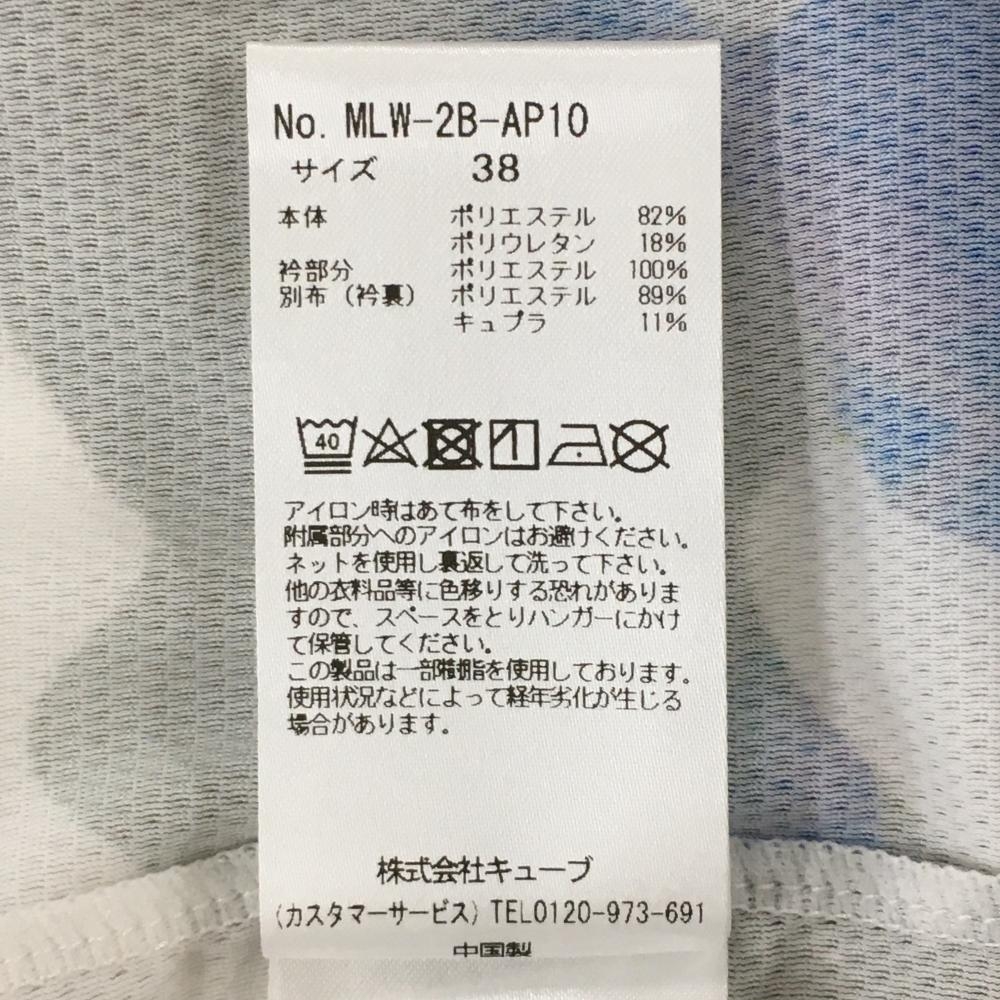 No. MLW-2B-AP10
サイズ 38
本体 ポリエステル 82%
ポリウレタン 18%
衿部分 ポリエステル 100%
別布(衿裏) ポリエステル 89%
キュプラ 11%
40
アイロン時はあて布をして下さい。
附属部分へのアイロンはお避けください。
ネットを使用し裏返して洗って下さい。
他の衣料品等に色移りする恐れがありま
すので、スペースをとりハンガーにかけ
て保管してください。
この製品は一部樹脂を使用しております。
使用状況などによって経年劣化が生じる
場合があります。
株式会社キューブ
(カスタマーサービス) TEL0120-973-691
中国製